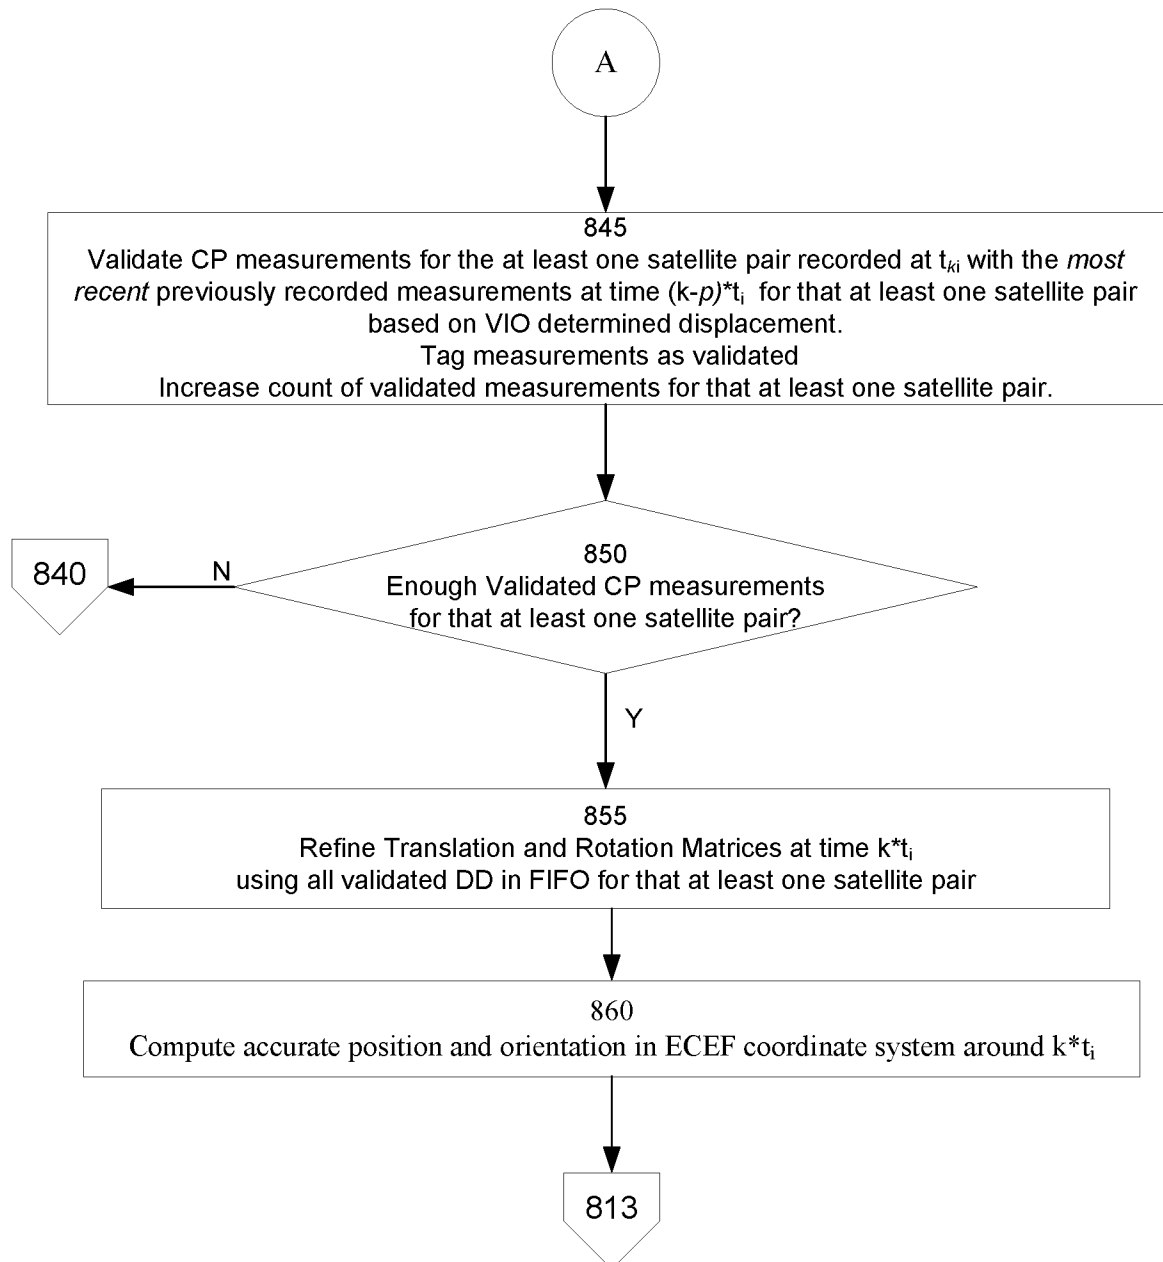 A
845
Validate CP measurements for the at least one satellite pair recorded at tki with the most
recent previously recorded measurements at time (k-p)*ti for that at least one satellite pair
based on VIO determined displacement.
Tag measurements as validated
Increase count of validated measurements for that at least one satellite pair.
850
Enough Validated CP measurements
for that at least one satellite pair?
N
840
Y
855
Refine Translation and Rotation Matrices at time k*ti
using all validated DD in FIFO for that at least one satellite pair
860
Compute accurate position and orientation in ECEF coordinate system around k*ti
813